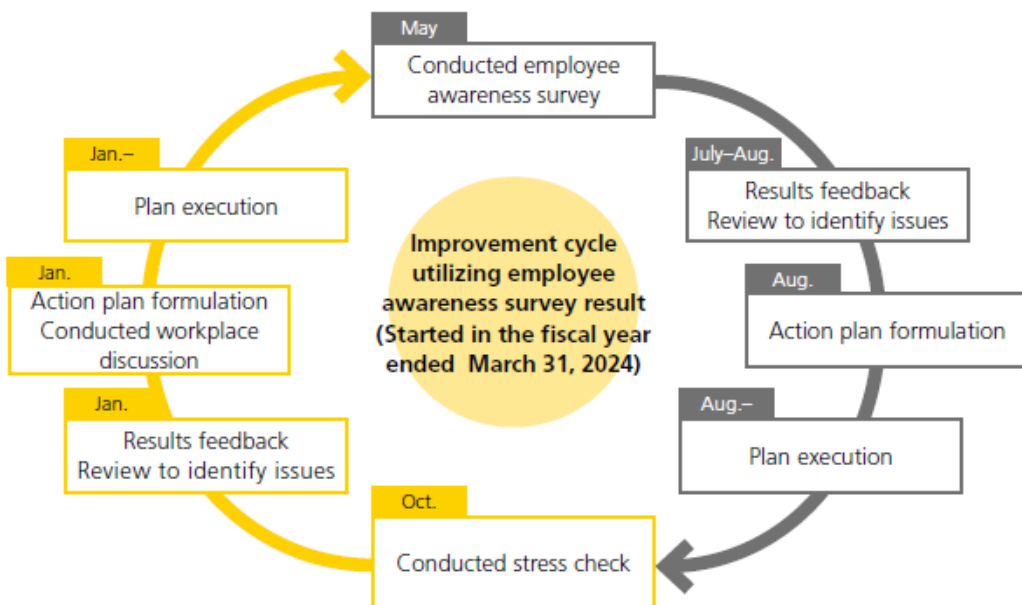 May
Conducted employee
awareness survey
July–Aug.
Results feedback
Review to identify issues
Aug.
Action plan formulation
Aug.–
Plan execution
Oct.
Conducted stress check
Jan.
Results feedback
Review to identify issues
Jan.
Action plan formulation
Conducted workplace
discussion
Jan.–
Plan execution
Improvement cycle
utilizing employee
awareness survey result
(Started in the fiscal year
ended March 31, 2024)